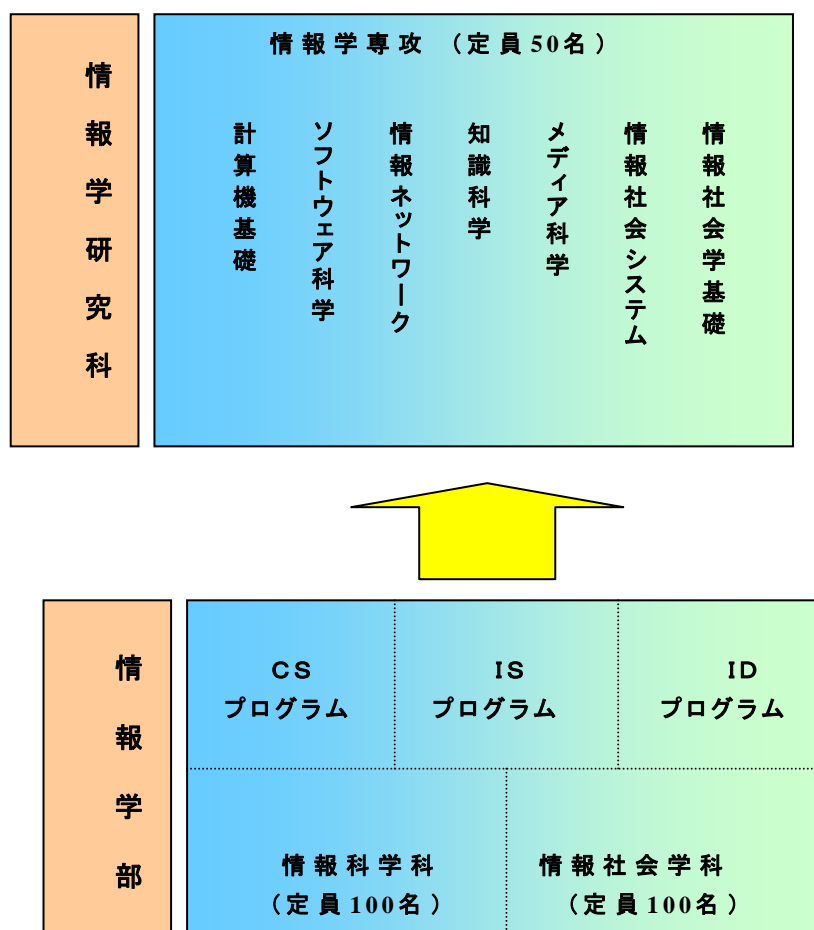 情報学研究科
情報学専攻 （定員50名）
計算機基礎
ソフトウェア科学
情報ネットワーク
知識科学
メディア科学
情報社会システム
情報社会学基礎
情報学部
CS
プログラム
IS
プログラム
ID
プログラム
情報科学科
（定員100名）
情報社会学科
（定員100名）